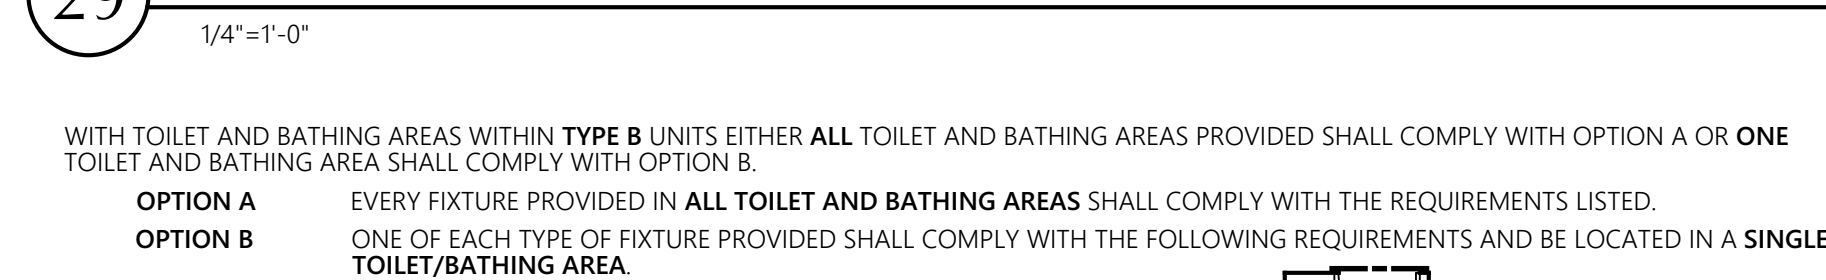 29
1/4"=1'-0"
WITH TOILET AND BATHING AREAS WITHIN TYPE B UNITS EITHER ALL TOILET AND BATHING AREAS PROVIDED SHALL COMPLY WITH OPTION A OR ONE
TOILET AND BATHING AREA SHALL COMPLY WITH OPTION B.
OPTION A EVERY FIXTURE PROVIDED IN ALL TOILET AND BATHING AREAS SHALL COMPLY WITH THE REQUIREMENTS LISTED.
OPTION B ONE OF EACH TYPE OF FIXTURE PROVIDED SHALL COMPLY WITH THE FOLLOWING REQUIREMENTS AND BE LOCATED IN A SINGLE
TOILET/BATHING AREA.